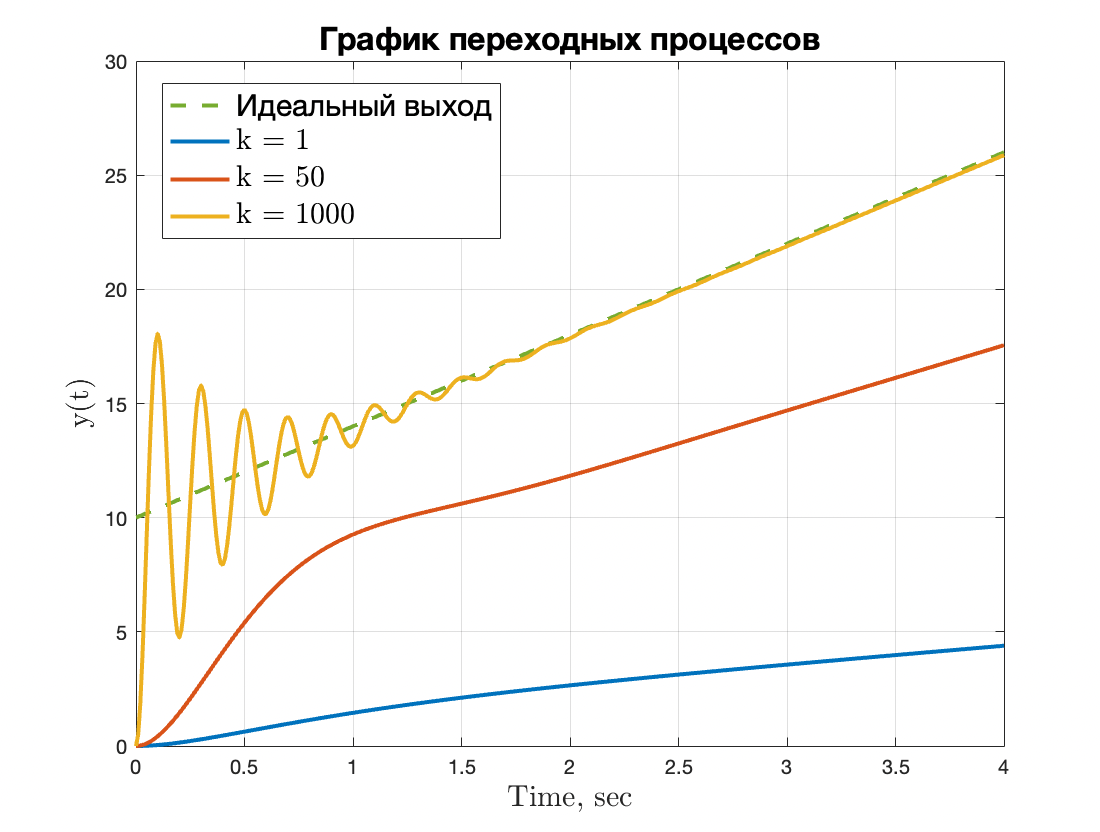 График переходных процессов
30
25
20
15
10
5
0
y(t)
Идеальный выход
k = 1
k = 50
k = 1000
0 0.5 1 1.5 2 2.5 3 3.5 4
Time, sec